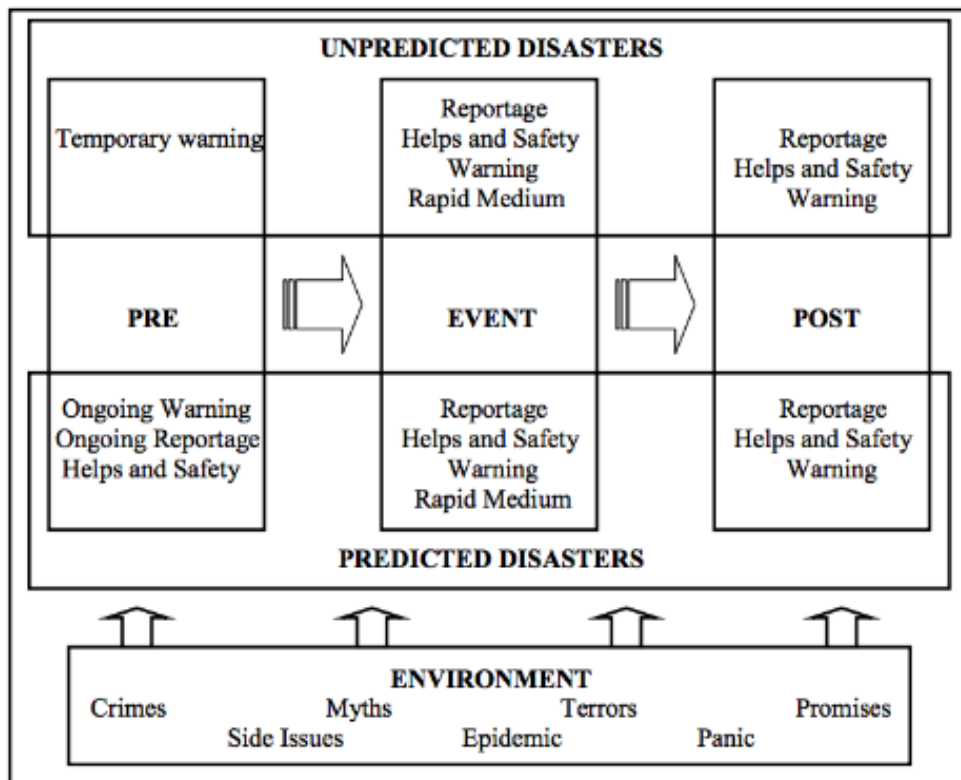 UNPREDICTED DISASTERS
Temporary warning
Reportage
Helps and Safety
Warning
Rapid Medium
Reportage
Helps and Safety
Warning
PRE
EVENT
POST
Ongoing Warning
Ongoing Reportage
Helps and Safety
Reportage
Helps and Safety
Warning
Rapid Medium
Reportage
Helps and Safety
Warning
PREDICTED DISASTERS
ENVIRONMENT
Crimes Myths Terrors Promises
Side Issues Epidemic Panic